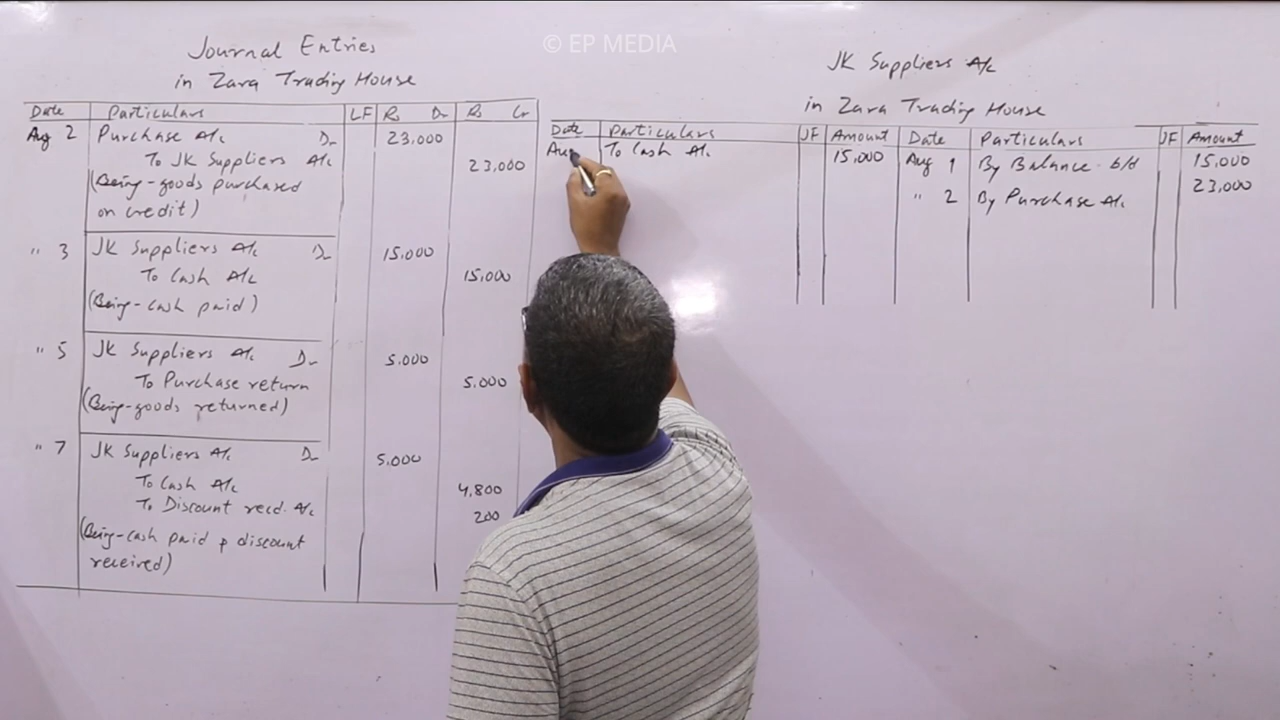 © EP MEDIA
Journal Entries
in Zara Trading House
Date Particulars LF Rs Dr Rs Cr
Aug 2 Purchase A/c Dr 23,000
To JK Suppliers A/c 23,000
(Being goods purchased
on credit)
" 3 JK Suppliers A/c Dr 15,000
To Cash A/c 15,000
(Being cash paid)
" 5 JK Suppliers A/c Dr 5,000
To Purchase return 5,000
(Being goods returned)
" 7 JK Suppliers A/c Dr 5,000
To Cash A/c 4,800
To Discount recd. A/c 200
(Being cash paid & discount
received)
JK Suppliers A/c
in Zara Trading House
Date Particulars JF Amount Date Particulars JF Amount
Aug To Cash A/c 15,000 Aug 1 By Balance b/d 15,000
" 2 By Purchase A/c 23,000